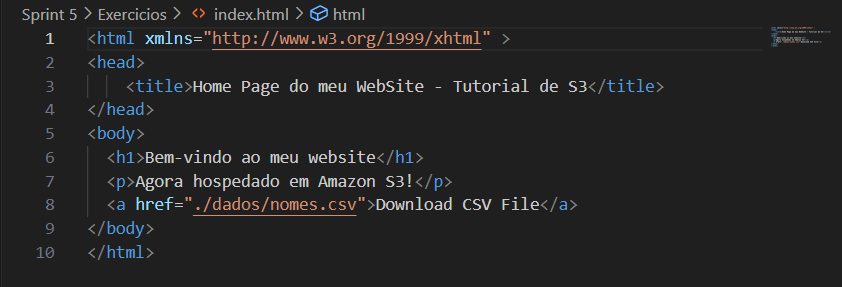 Sprint 5 > Exercicios > index.html > html
1 <html xmlns="http://www.w3.org/1999/xhtml" >
2 <head>
3 <title>Home Page do meu WebSite - Tutorial de S3</title>
4 </head>
5 <body>
6 <h1>Bem-vindo ao meu website</h1>
7 <p>Agora hospedado em Amazon S3!</p>
8 <a href="./dados/nomes.csv">Download CSV File</a>
9 </body>
10 </html>